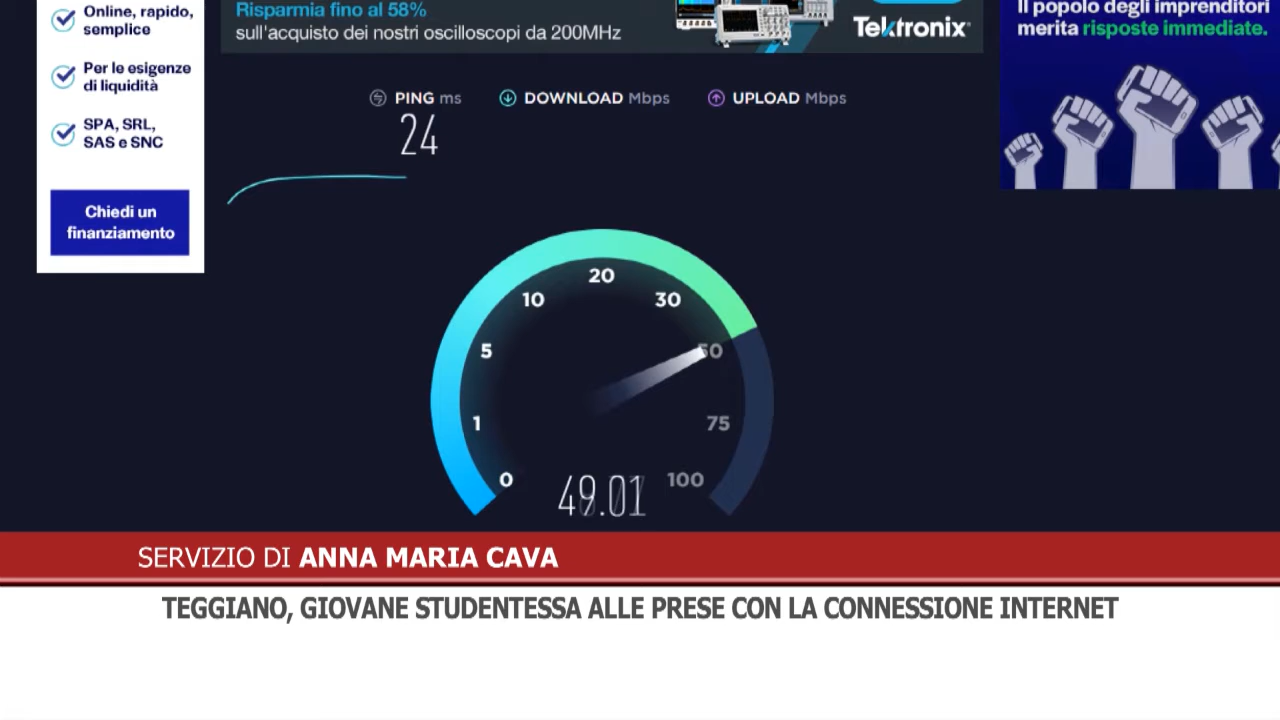 Online, rapido,
semplice
Per le esigenze
di liquidità
SPA, SRL,
SAS e SNC
Chiedi un
finanziamento
Risparmia fino al 58%
sull'acquisto dei nostri oscilloscopi da 200MHz
Tektronix
Il popolo degli imprenditori
merita risposte immediate.
PING ms
24
DOWNLOAD Mbps
UPLOAD Mbps
0
1
5
10
20
30
50
75
100
49.01
SERVIZIO DI ANNA MARIA CAVA
TEGGIANO, GIOVANE STUDENTESSA ALLE PRESE CON LA CONNESSIONE INTERNET